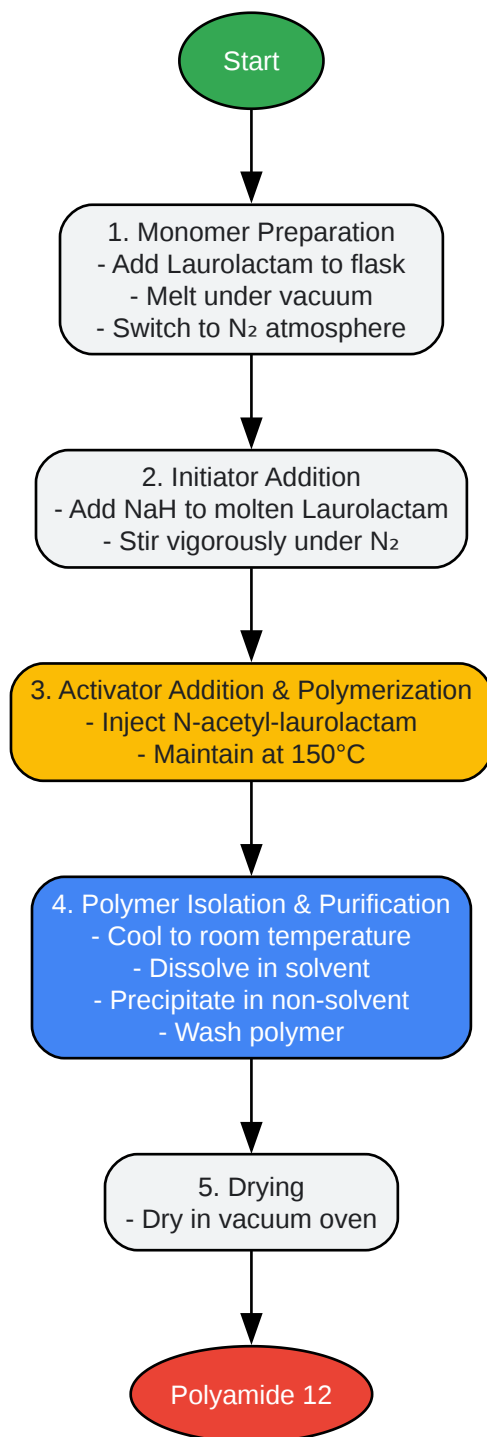 Start
1. Monomer Preparation
- Add Laurolactam to flask
- Melt under vacuum
- Switch to N₂ atmosphere
2. Initiator Addition
- Add NaH to molten Laurolactam
- Stir vigorously under N₂
3. Activator Addition & Polymerization
- Inject N-acetyl-laurolactam
- Maintain at 150°C
4. Polymer Isolation & Purification
- Cool to room temperature
- Dissolve in solvent
- Precipitate in non-solvent
- Wash polymer
5. Drying
- Dry in vacuum oven
Polyamide 12